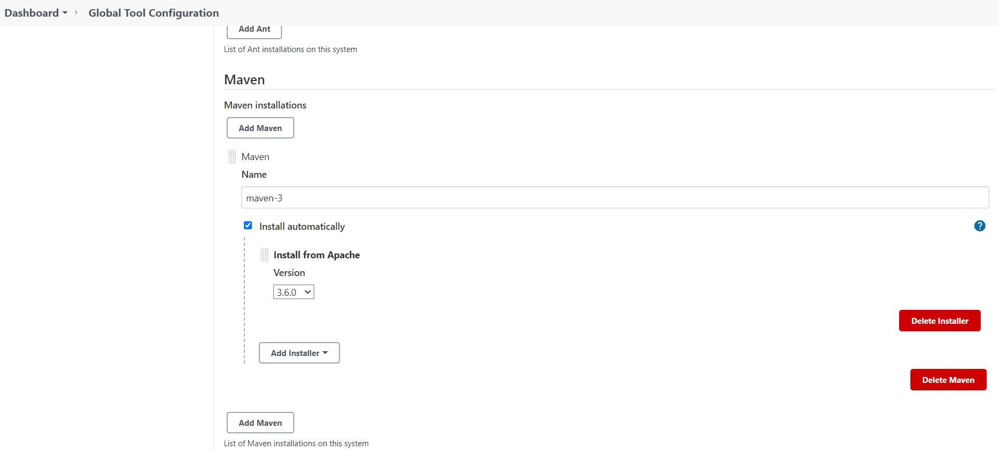 Dashboard Global Tool Configuration
Add Ant
List of Ant installations on this system
Maven
Maven installations
Add Maven
Maven
Name
maven-3
Install automatically
?
Install from Apache
Version
3.6.0
Delete Installer
Add Installer
Delete Maven
Add Maven
List of Maven installations on this system